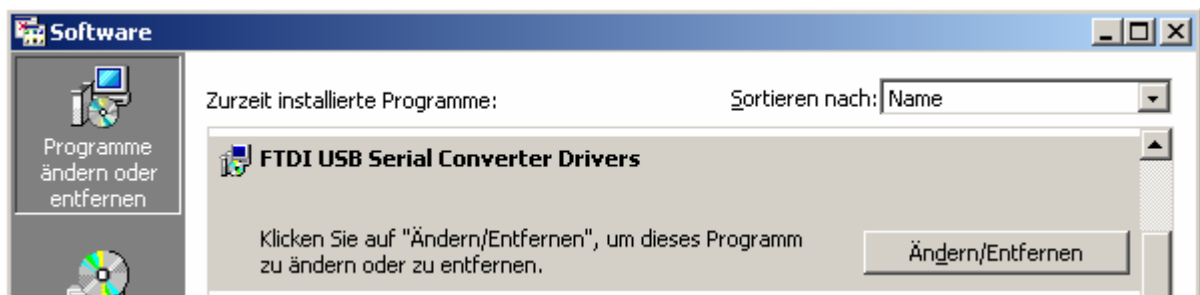 Software
Zurzeit installierte Programme:
Sortieren nach: Name
Programme
ändern oder
entfernen
FTDI USB Serial Converter Drivers
Klicken Sie auf "Ändern/Entfernen", um dieses Programm
zu ändern oder zu entfernen.
Ändern/Entfernen